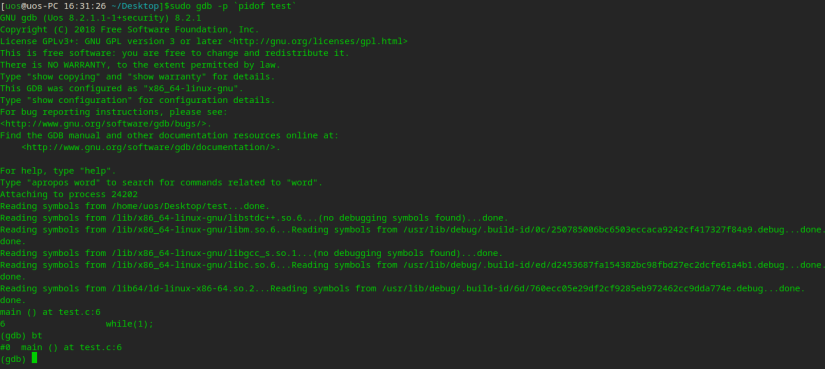 [uos@uos-PC 16:31:26 ~/Desktop]$sudo gdb -p `pidof test`
GNU gdb (Uos 8.2.1.1-1+security) 8.2.1
Copyright (C) 2018 Free Software Foundation, Inc.
License GPLv3+: GNU GPL version 3 or later <http://gnu.org/licenses/gpl.html>
This is free software: you are free to change and redistribute it.
There is NO WARRANTY, to the extent permitted by law.
Type "show copying" and "show warranty" for details.
This GDB was configured as "x86_64-linux-gnu".
Type "show configuration" for configuration details.
For bug reporting instructions, please see:
<http://www.gnu.org/software/gdb/bugs/>.
Find the GDB manual and other documentation resources online at:
    <http://www.gnu.org/software/gdb/documentation/>.

For help, type "help".
Type "apropos word" to search for commands related to "word".
Attaching to process 24202
Reading symbols from /home/uos/Desktop/test...done.
Reading symbols from /lib/x86_64-linux-gnu/libstdc++.so.6...(no debugging symbols found)...done.
Reading symbols from /lib/x86_64-linux-gnu/libm.so.6...Reading symbols from /usr/lib/debug/.build-id/0c/250785006bc6503eccaca9242cf417327f84a9.debug...done.
done.
Reading symbols from /lib/x86_64-linux-gnu/libgcc_s.so.1...(no debugging symbols found)...done.
Reading symbols from /lib/x86_64-linux-gnu/libc.so.6...Reading symbols from /usr/lib/debug/.build-id/ed/d2453687fa154382bc98fbd27ec2dcfe61a4b1.debug...done.
done.
Reading symbols from /lib64/ld-linux-x86-64.so.2...Reading symbols from /usr/lib/debug/.build-id/6d/760ecc05e29df2cf9285eb972462cc9dda774e.debug...done.
done.
main () at test.c:6
6                   while(1);
(gdb) bt
#0  main () at test.c:6
(gdb)